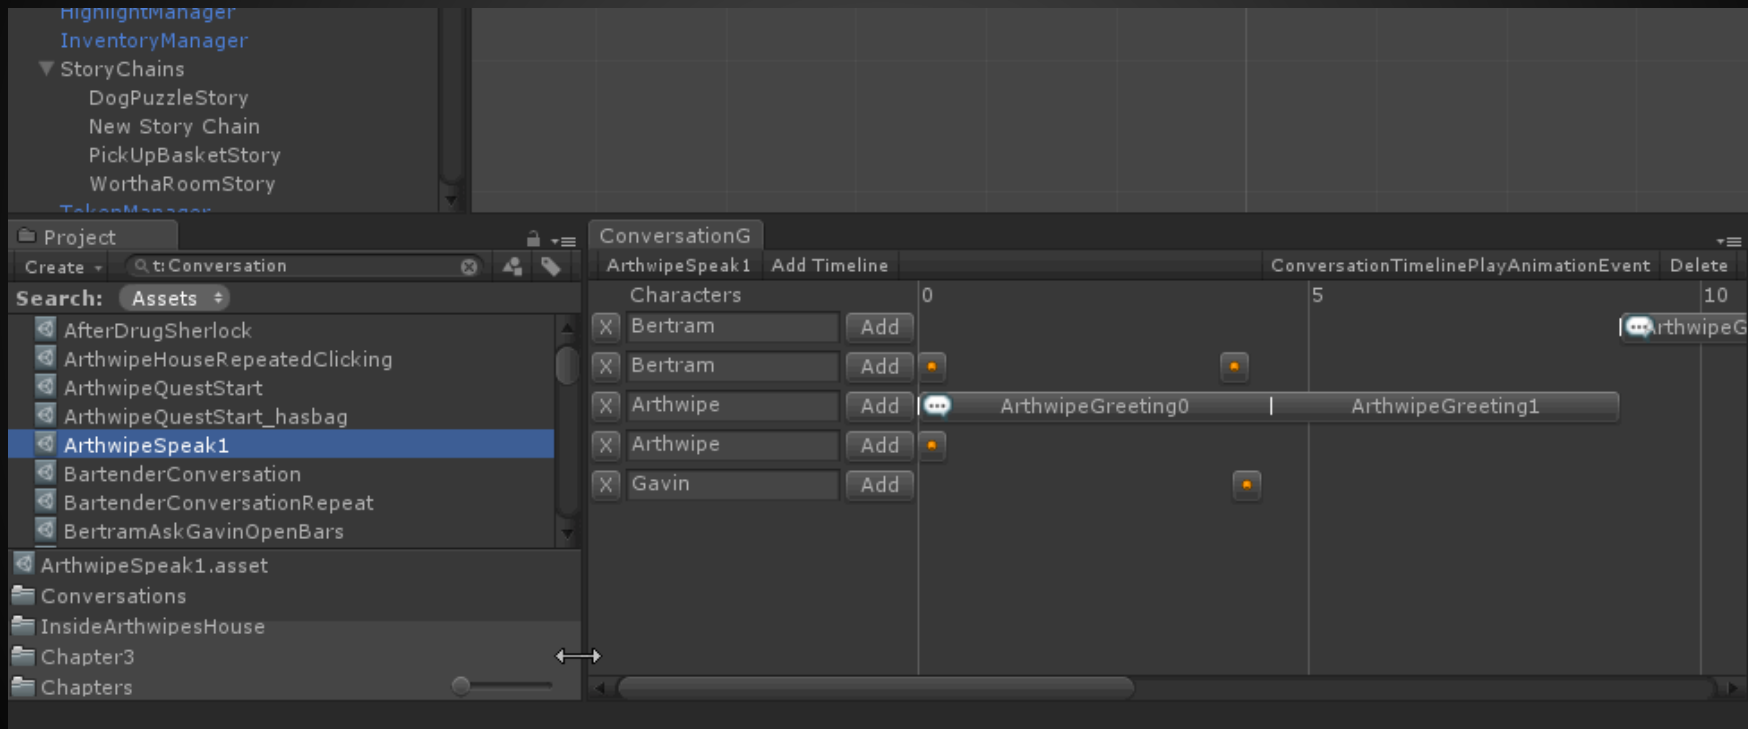 HighlightManager
InventoryManager
StoryChains
DogPuzzleStory
New Story Chain
PickUpBasketStory
WorthaRoomStory
TokenManager
Project
Create
t:Conversation
Search: Assets
AfterDrugSherlock
ArthwipeHouseRepeatedClicking
ArthwipeQuestStart
ArthwipeQuestStart_hasbag
ArthwipeSpeak1
BartenderConversation
BartenderConversationRepeat
BertramAskGavinOpenBars
ArthwipeSpeak1.asset
Conversations
InsideArthwipesHouse
Chapter3
Chapters
ConversationG
ArthwipeSpeak1 Add Timeline ConversationTimelinePlayAnimationEvent Delete
Characters 0 5 10
X Bertram Add ArthwipeG
X Bertram Add
X Arthwipe Add ArthwipeGreeting0 ArthwipeGreeting1
X Arthwipe Add
X Gavin Add